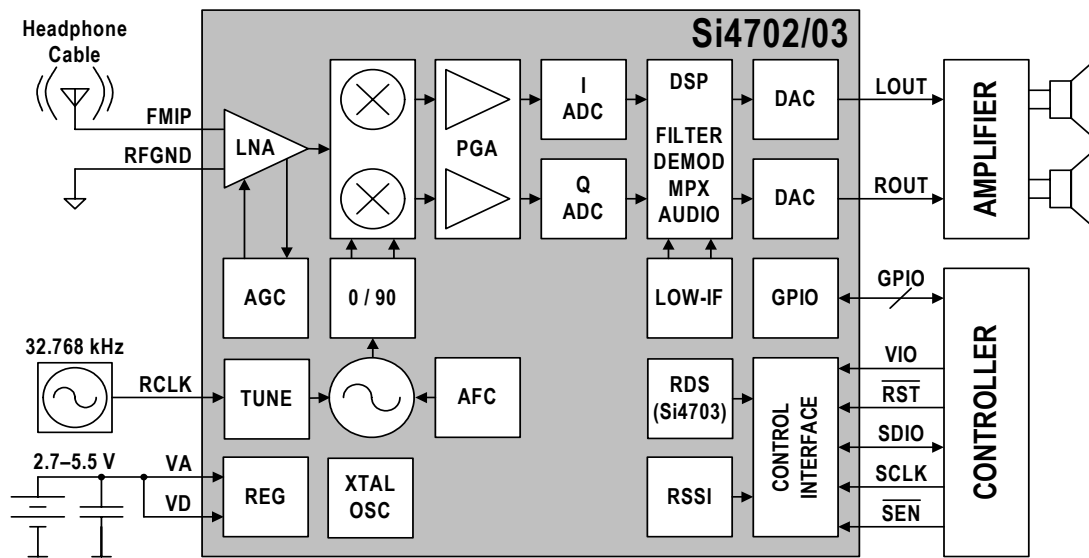 Si4702/03
Headphone
Cable
FMIP
RFGND
LNA
PGA
I
ADC
Q
ADC
DSP
FILTER
DEMOD
MPX
AUDIO
DAC
DAC
LOUT
ROUT
AMPLIFIER
AGC
0 / 90
LOW-IF
GPIO
GPIO
32.768 kHz
RCLK
TUNE
AFC
RDS
(Si4703)
CONTROL
INTERFACE
VIO
RST
SDIO
SCLK
SEN
CONTROLLER
2.7–5.5 V
VA
VD
REG
XTAL
OSC
RSSI